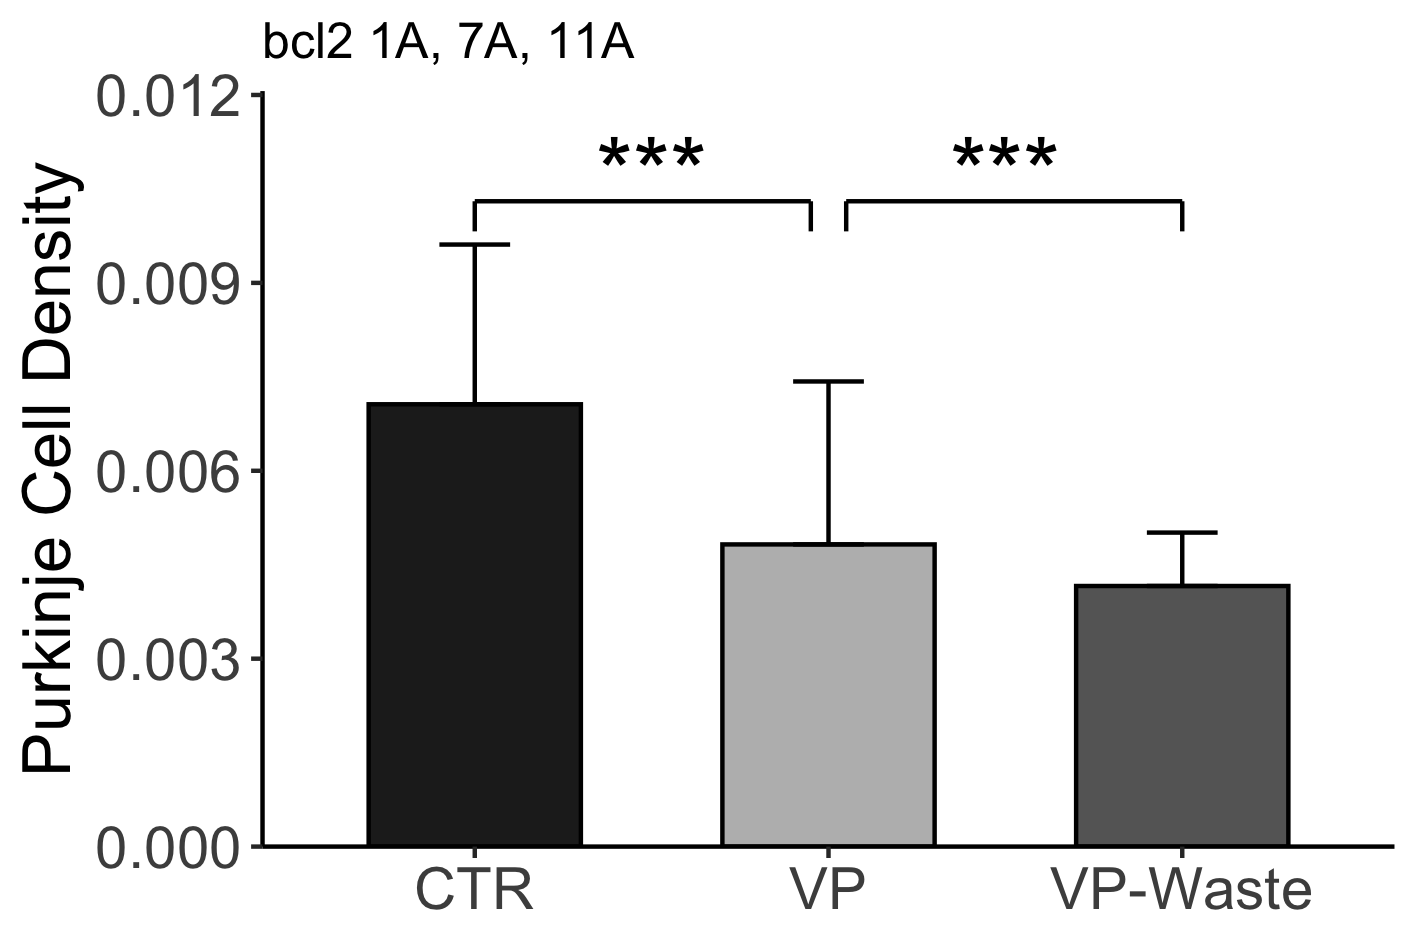 bcl2 1A, 7A, 11A
0.012
*** ***
0.009
0.006
0.003
0.000
Purkinje Cell Density
CTR VP VP-Waste